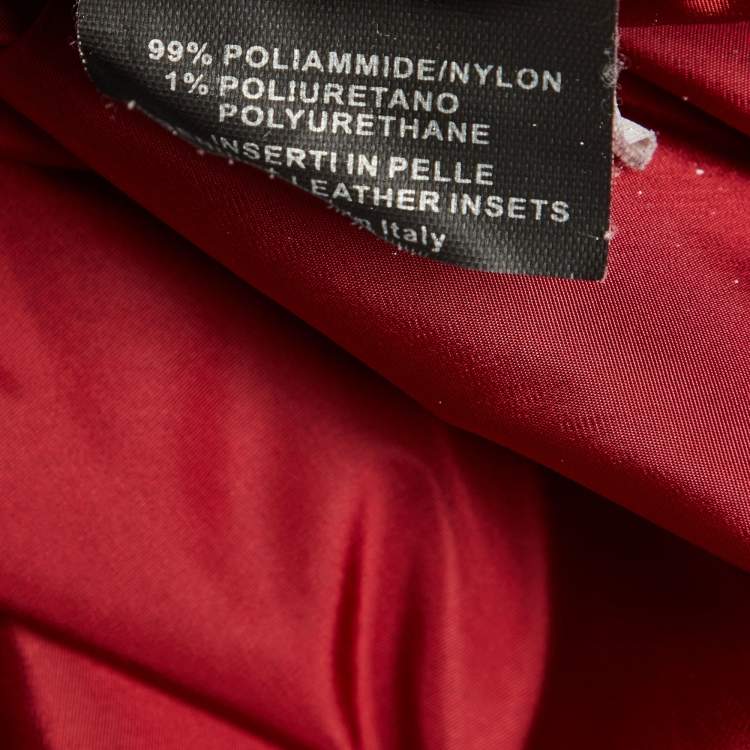 99% POLIAMMIDE/NYLON
1% POLIURETANO
POLYURETHANE
INSERTI IN PELLE
LEATHER INSETS
Italy